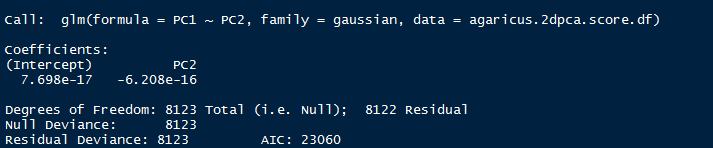 Call:  glm(formula = PC1 ~ PC2, family = gaussian, data = agaricus.2dpca.score.df)
Coefficients:
(Intercept)          PC2
  7.698e-17   -6.208e-16
Degrees of Freedom: 8123 Total (i.e. Null);  8122 Residual
Null Deviance:      8123
Residual Deviance: 8123         AIC: 23060